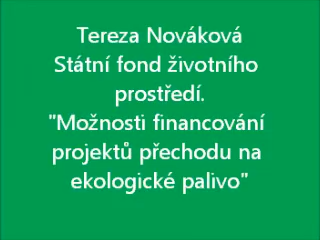 Tereza Nováková
Státní fond životního
prostředí.
"Možnosti financování
projektů přechodu na
ekologické palivo"